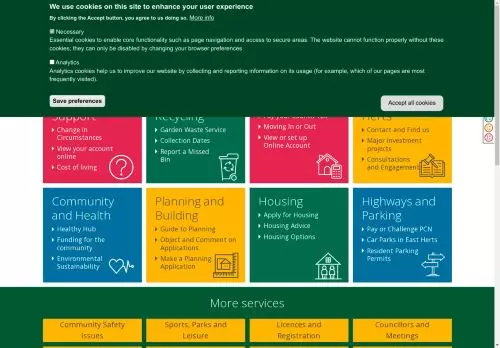 We use cookies on this site to enhance your user experience
By clicking the Accept button, you agree to us doing so. More info
Necessary
Essential cookies to enable core functionality such as page navigation and access to secure areas. The website cannot function properly without these
cookies; they can only be disabled by changing your browser preferences
Analytics
Analytics cookies help us to improve our website by collecting and reporting information on its usage (for example, which of our pages are most
frequently visited).
Save preferences
Accept all cookies
Support
Change in
Circumstances
View your account
online
Cost of living
Recycling
Garden Waste Service
Collection Dates
Report a Missed
Bin
Pay your Council Tax
Moving In or Out
View or set up
Online Account
Herts
Contact and Find us
Major investment
projects
Consultations
and Engagement
Community
and Health
Healthy Hub
Funding for the
community
Environmental
Sustainability
Planning and
Building
Guide to Planning
Object and Comment on
Applications
Make a Planning
Application
Housing
Apply for Housing
Housing Advice
Housing Options
Highways and
Parking
Pay or Challenge PCN
Car Parks in East Herts
Resident Parking
Permits
More services
Community Safety
Issues
Sports, Parks and
Leisure
Licences and
Registration
Councillors and
Meetings